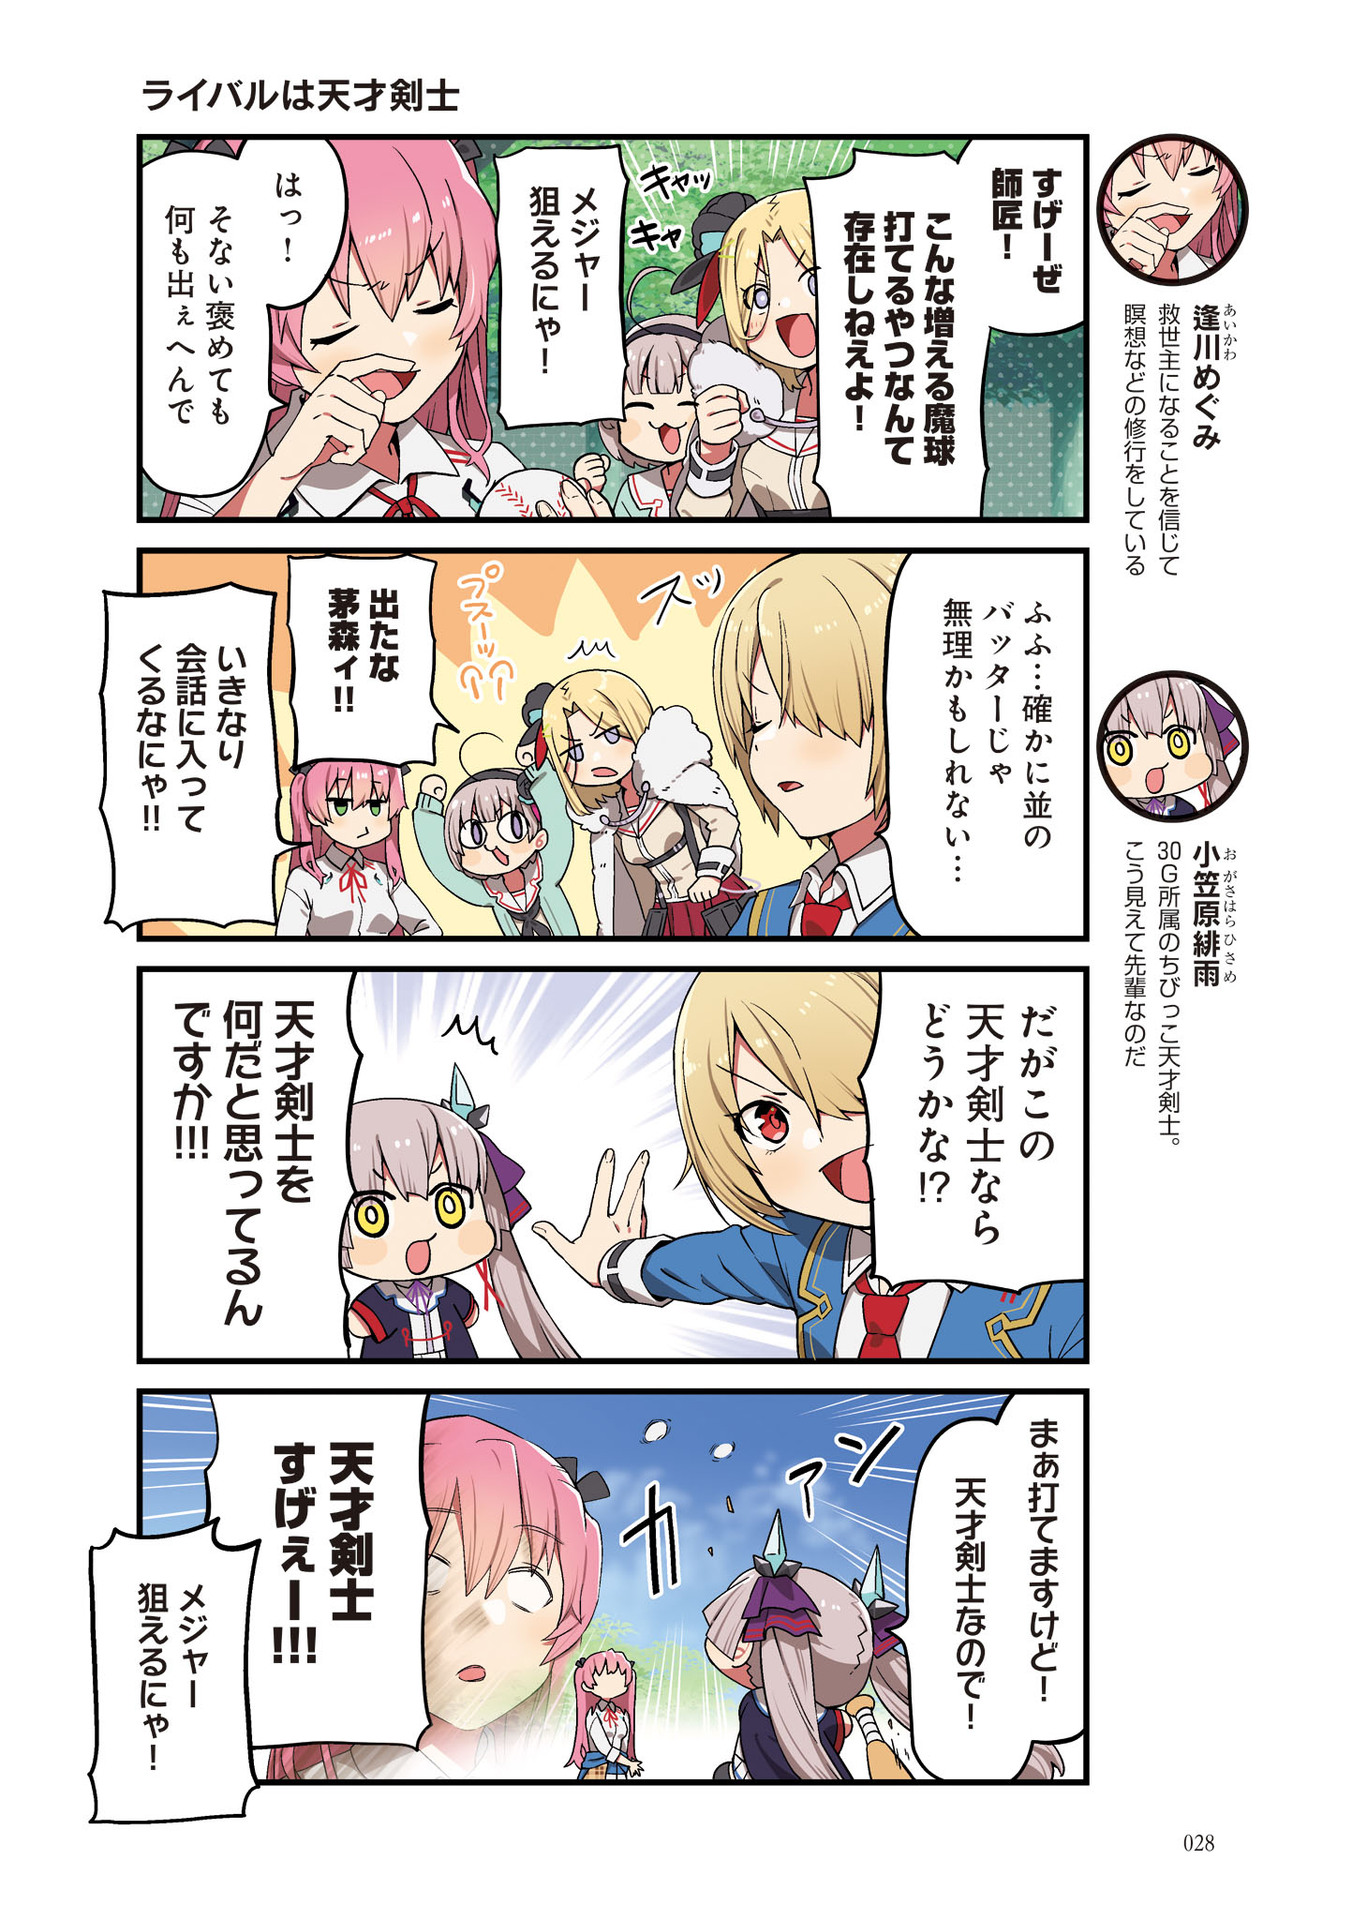 ライバルは天才剣士
すげーぜ
師匠！
こんな増える魔球
打てるやつなんて
存在しねえよ！
キャッ
キャ
メジャー
狙えるにゃ！
はっ！
そない褒めても
何も出ぇへんで
ふふ…確かに並の
バッターじゃ
無理かもしれない…
スッ
プスーッ
出たな
茅森ィ!!
いきなり
会話に入って
くるなにゃ!!
だがこの
天才剣士なら
どうかな!?
天才剣士を
何だと思ってるん
ですか!!!
まぁ打てますけど！
天才剣士なので！
カァン
天才剣士
すげぇー!!!
メジャー
狙えるにゃ！
あいかわ
逢川めぐみ
救世主になることを信じて
瞑想などの修行をしている
おがさはらひさめ
小笠原緋雨
30G所属のちびっこ天才剣士。
こう見えて先輩なのだ
028